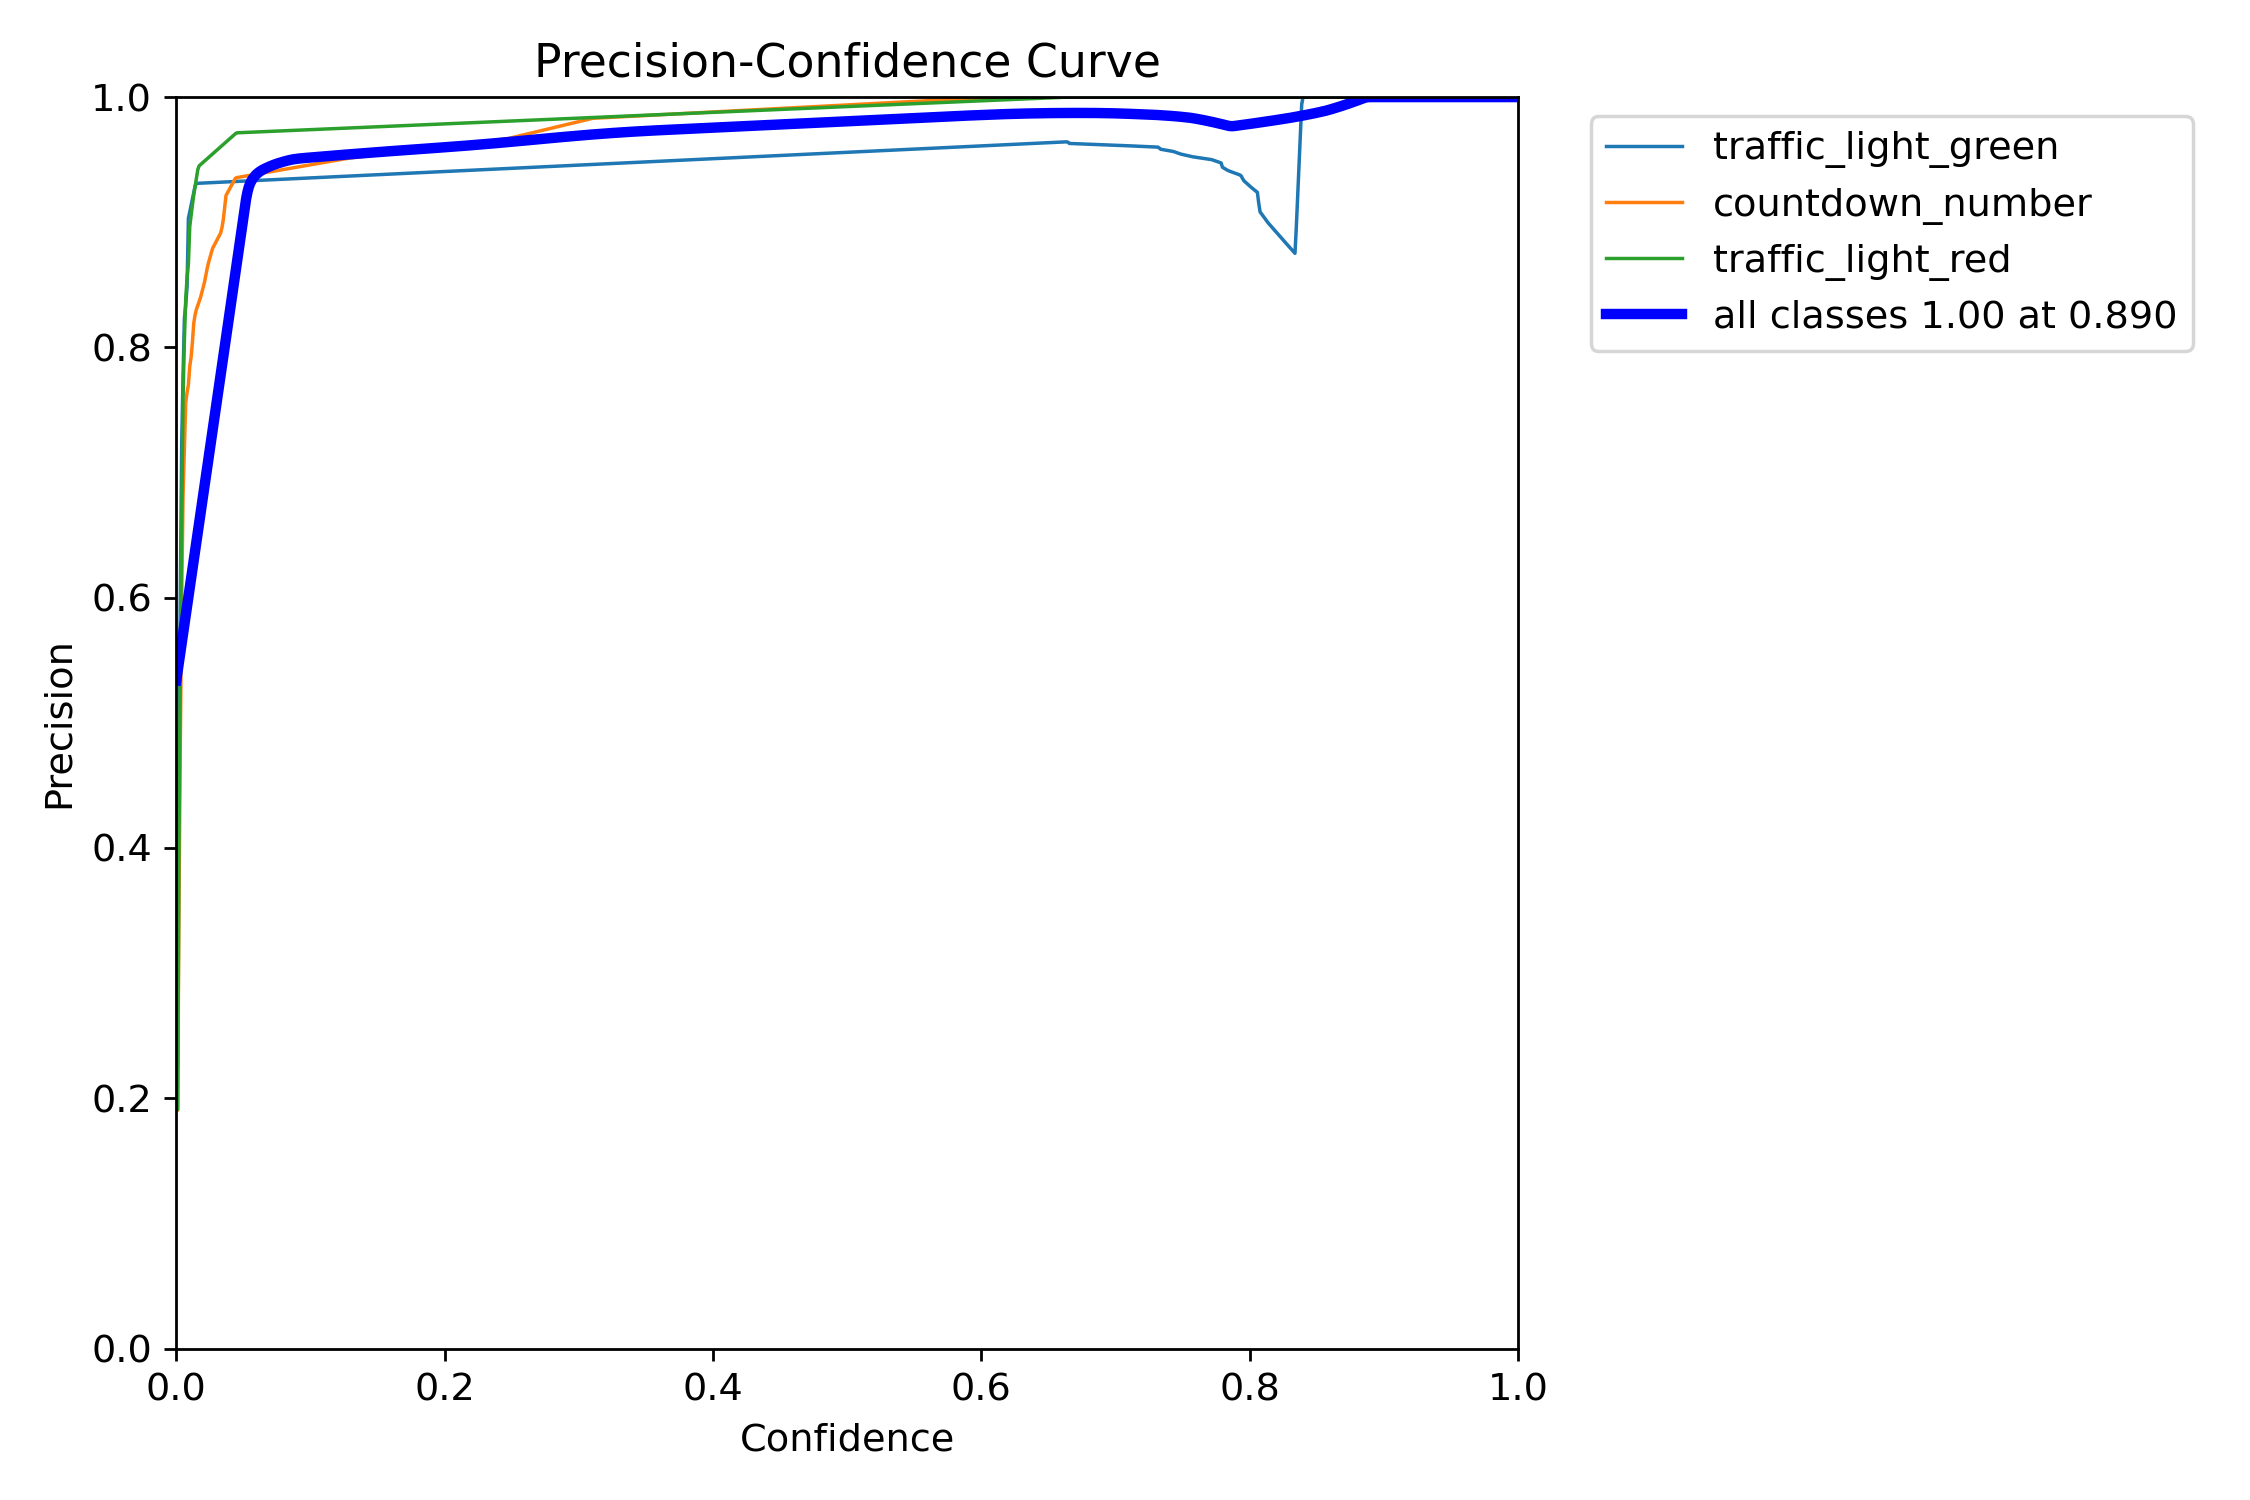 Precision-Confidence Curve
1.0
0.8
0.6
0.4
0.2
0.0
Precision
0.0 0.2 0.4 0.6 0.8 1.0
Confidence
traffic_light_green
countdown_number
traffic_light_red
all classes 1.00 at 0.890